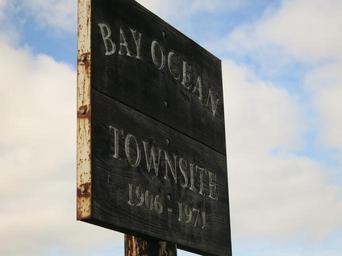 BAY OCEAN
TOWNSITE
1906 - 1971